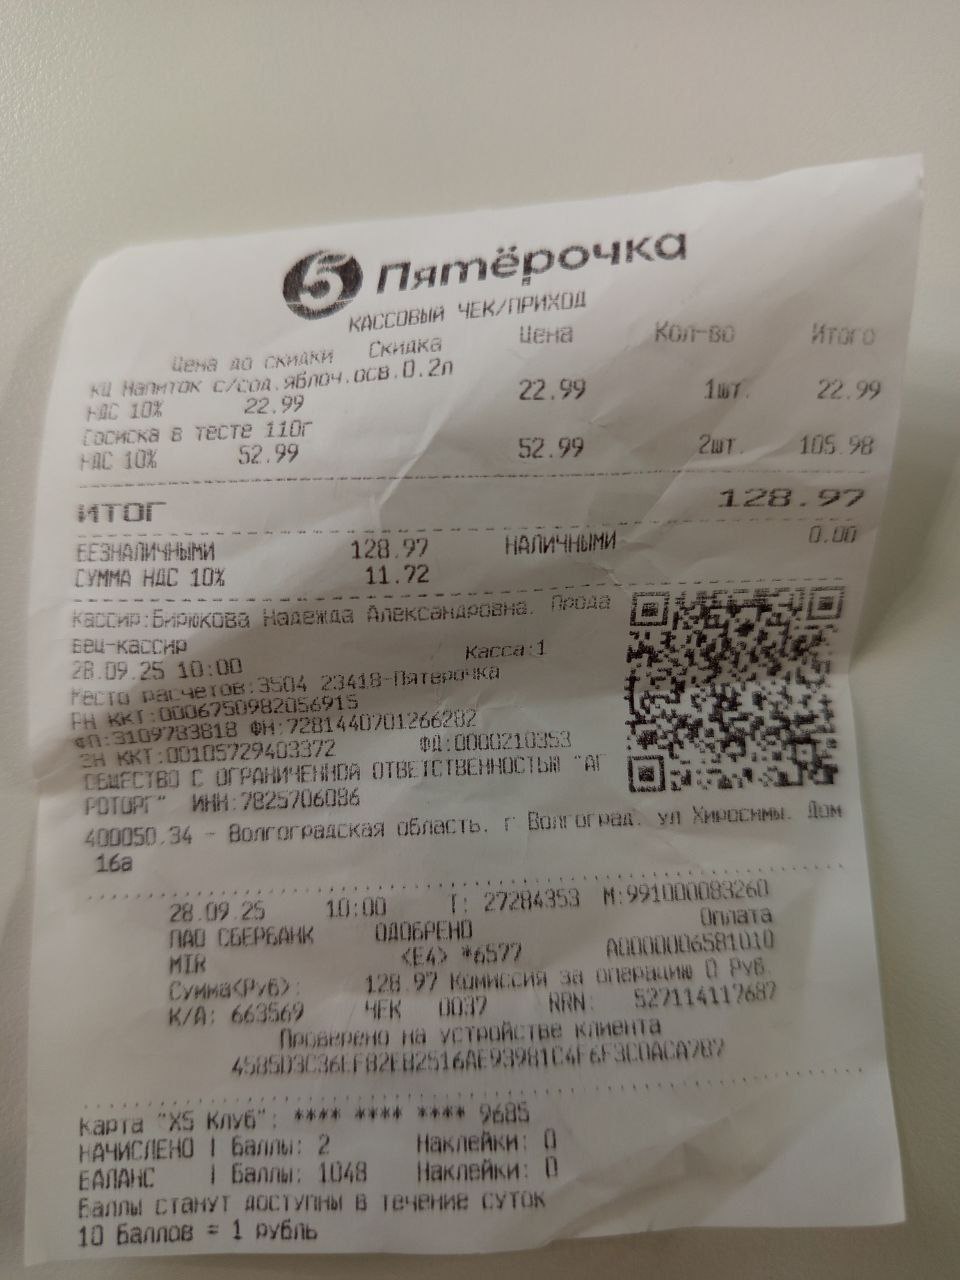 5 Пятёрочка
КАССОВЫЙ ЧЕК/ПРИХОД
Цена до скидки Скидка Цена Кол-во Итого
КЦ Напиток с/сод.яблоч.осв.0.2л
НДС 10% 22.99 22.99 1шт. 22.99
Сосиска в тесте 110г
НДС 10% 52.99 52.99 2шт. 105.98
ИТОГ 128.97
БЕЗНАЛИЧНЫМИ 128.97 НАЛИЧНЫМИ 0.00
СУММА НДС 10% 11.72
Кассир:Бирюкова Надежда Александровна. Прода
вец-кассир
28.09.25 10:00 Касса:1
Место расчетов:3504 23418-Пятерочка
РН ККТ:0006750982056915
ФП:3109783818 ФН:7281440701266282
ЗН ККТ:00105729403372 ФД:0000210353
ОБЩЕСТВО С ОГРАНИЧЕННОЙ ОТВЕТСТВЕННОСТЬЮ "АГ
РОТОРГ" ИНН:7825706086
400050.34 - Волгоградская область. г Волгоград. ул Хиросимы. Дом
16а
28.09.25 10:00 Т: 27284353 М:991000083260
Оплата
ПАО СБЕРБАНК ОДОБРЕНО
MIR <E4> *6577 A0000006581010
Сумма<Руб>: 128.97 Комиссия за операцию 0 Руб.
К/А: 663569 ЧЕК 0037 RRN: 527114117687
Проверено на устройстве клиента
Карта "X5 Клуб": **** **** **** 9685
НАЧИСЛЕНО | Баллы: 2 Наклейки: 0
БАЛАНС | Баллы: 1048 Наклейки: 0
Баллы станут доступны в течение суток
10 Баллов = 1 рубль